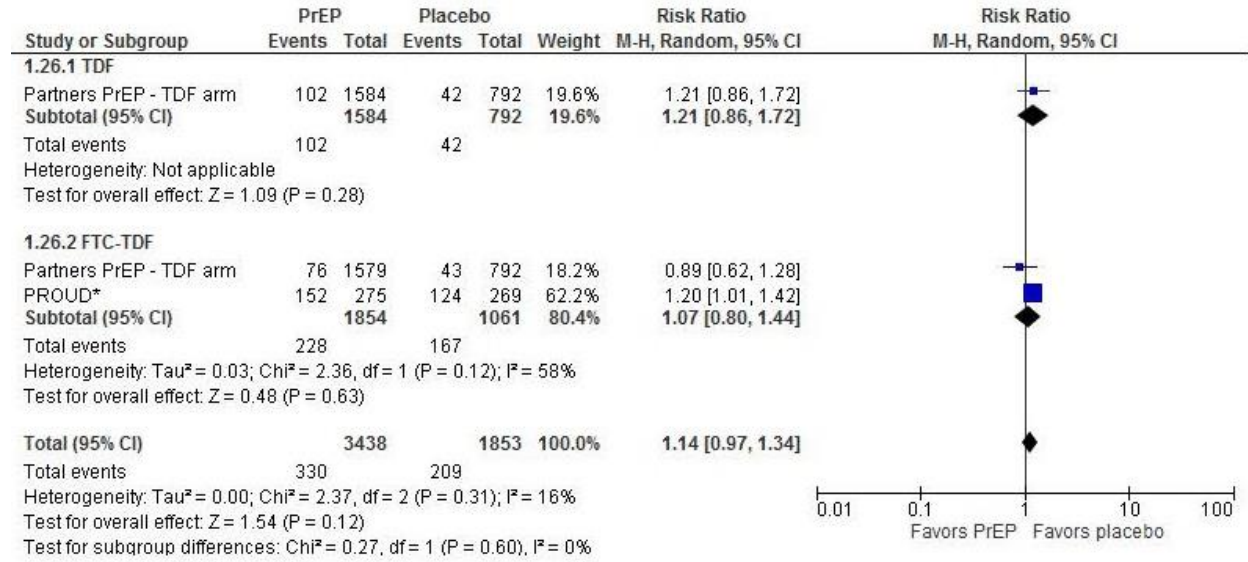 PrEP Placebo Risk Ratio Risk Ratio
Study or Subgroup Events Total Events Total Weight M-H, Random, 95% CI M-H, Random, 95% CI
1.26.1 TDF
Partners PrEP - TDF arm 102 1584 42 792 19.6% 1.21 [0.86, 1.72]
Subtotal (95% CI) 1584 792 19.6% 1.21 [0.86, 1.72]
Total events 102 42
Heterogeneity: Not applicable
Test for overall effect: Z = 1.09 (P = 0.28)
1.26.2 FTC-TDF
Partners PrEP - TDF arm 76 1579 43 792 18.2% 0.89 [0.62, 1.28]
PROUD* 152 275 124 269 62.2% 1.20 [1.01, 1.42]
Subtotal (95% CI) 1854 1061 80.4% 1.07 [0.80, 1.44]
Total events 228 167
Heterogeneity: Tau² = 0.03; Chi² = 2.36, df = 1 (P = 0.12); I² = 58%
Test for overall effect: Z = 0.48 (P = 0.63)
Total (95% CI) 3438 1853 100.0% 1.14 [0.97, 1.34]
Total events 330 209
Heterogeneity: Tau² = 0.00; Chi² = 2.37, df = 2 (P = 0.31); I² = 16%
Test for overall effect: Z = 1.54 (P = 0.12)
Test for subgroup differences: Chi² = 0.27, df = 1 (P = 0.60), I² = 0%
0.01 0.1 1 10 100
Favors PrEP Favors placebo